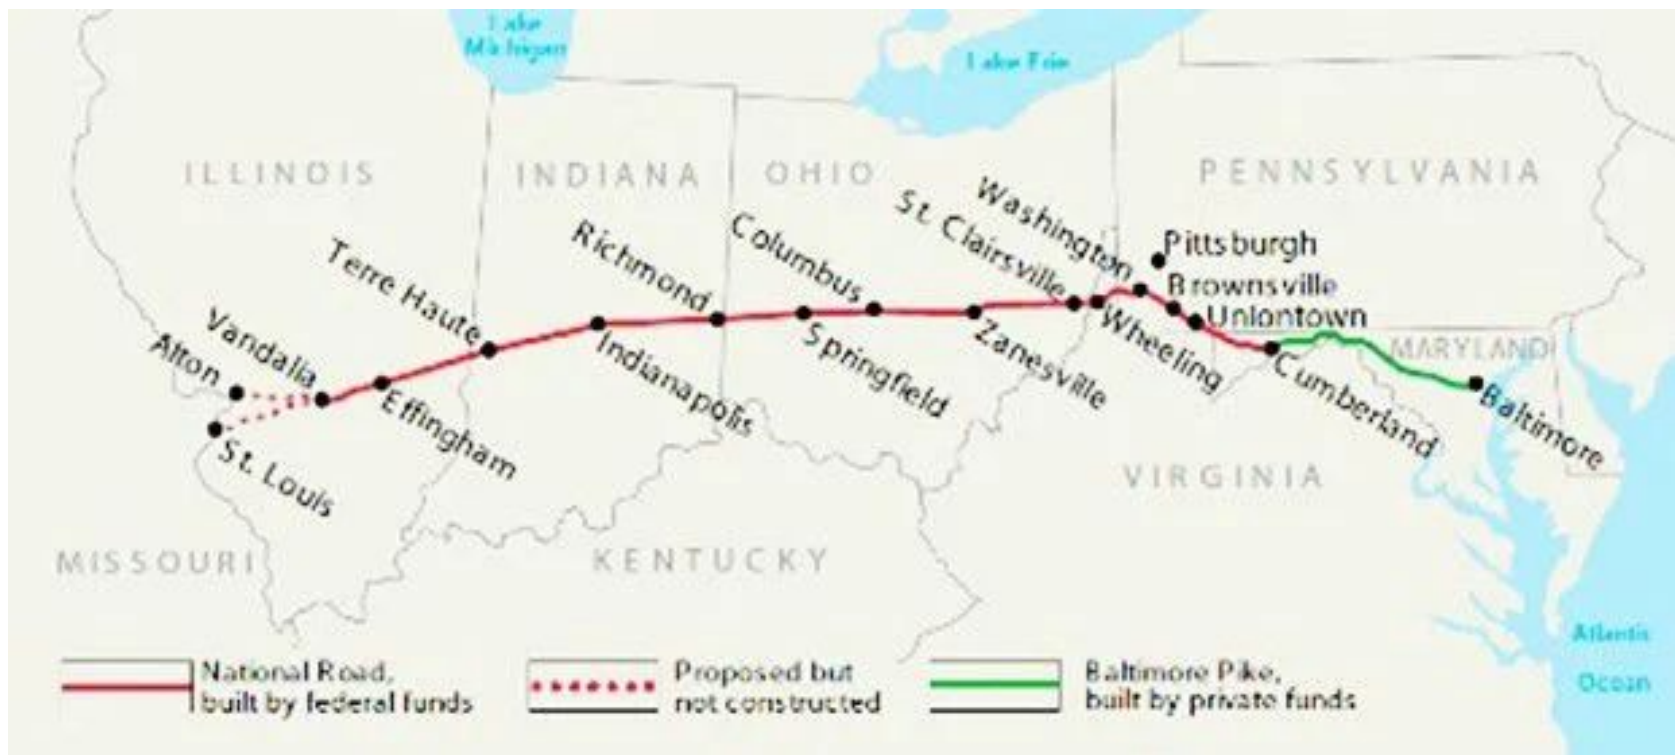 Lake
Michigan
Lake Erie
ILLINOIS
INDIANA
OHIO
PENNSYLVANIA
Washington
St. Clairsville
Columbus
Richmond
Terre Haute
Vandalia
Alton
Pittsburgh
Brownsville
Uniontown
MARYLAND
Wheeling
Cumberland
Baltimore
Zanesville
Springfield
Indianapolis
Effingham
St. Louis
VIRGINIA
MISSOURI
KENTUCKY
Atlantic
Ocean
National Road,
built by federal funds
Proposed but
not constructed
Baltimore Pike,
built by private funds